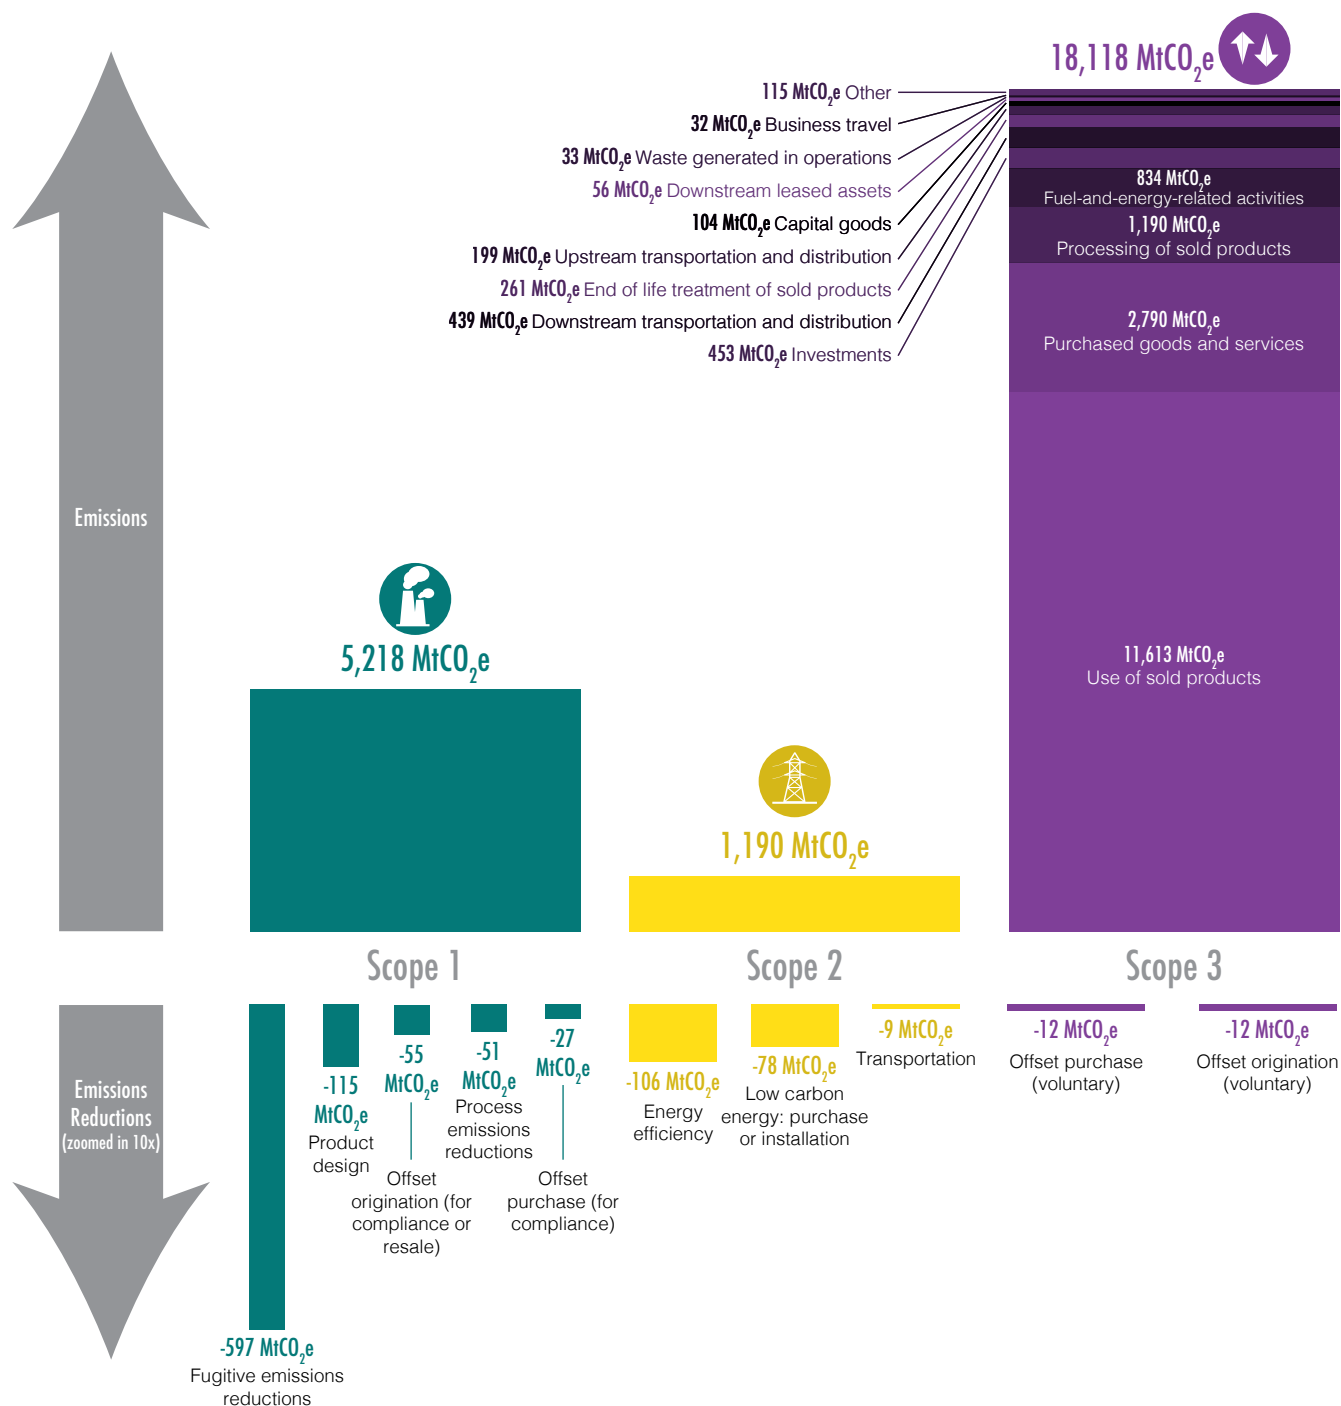 18,118 MtCO2e
115 MtCO2e Other
32 MtCO2e Business travel
33 MtCO2e Waste generated in operations
56 MtCO2e Downstream leased assets
104 MtCO2e Capital goods
199 MtCO2e Upstream transportation and distribution
261 MtCO2e End of life treatment of sold products
439 MtCO2e Downstream transportation and distribution
453 MtCO2e Investments
834 MtCO2e
Fuel-and-energy-related activities
1,190 MtCO2e
Processing of sold products
2,790 MtCO2e
Purchased goods and services
11,613 MtCO2e
Use of sold products
Emissions
5,218 MtCO2e
1,190 MtCO2e
Scope 1
Scope 2
Scope 3
Emissions
Reductions
(zoomed in 10x)
-597 MtCO2e
Fugitive emissions
reductions
-115
MtCO2e
Product
design
-55
MtCO2e
Offset
origination (for
compliance or
resale)
-51
MtCO2e
Process
emissions
reductions
-27
MtCO2e
Offset
purchase (for
compliance)
-106 MtCO2e
Energy
efficiency
-78 MtCO2e
Low carbon
energy: purchase
or installation
-9 MtCO2e
Transportation
-12 MtCO2e
Offset purchase
(voluntary)
-12 MtCO2e
Offset origination
(voluntary)